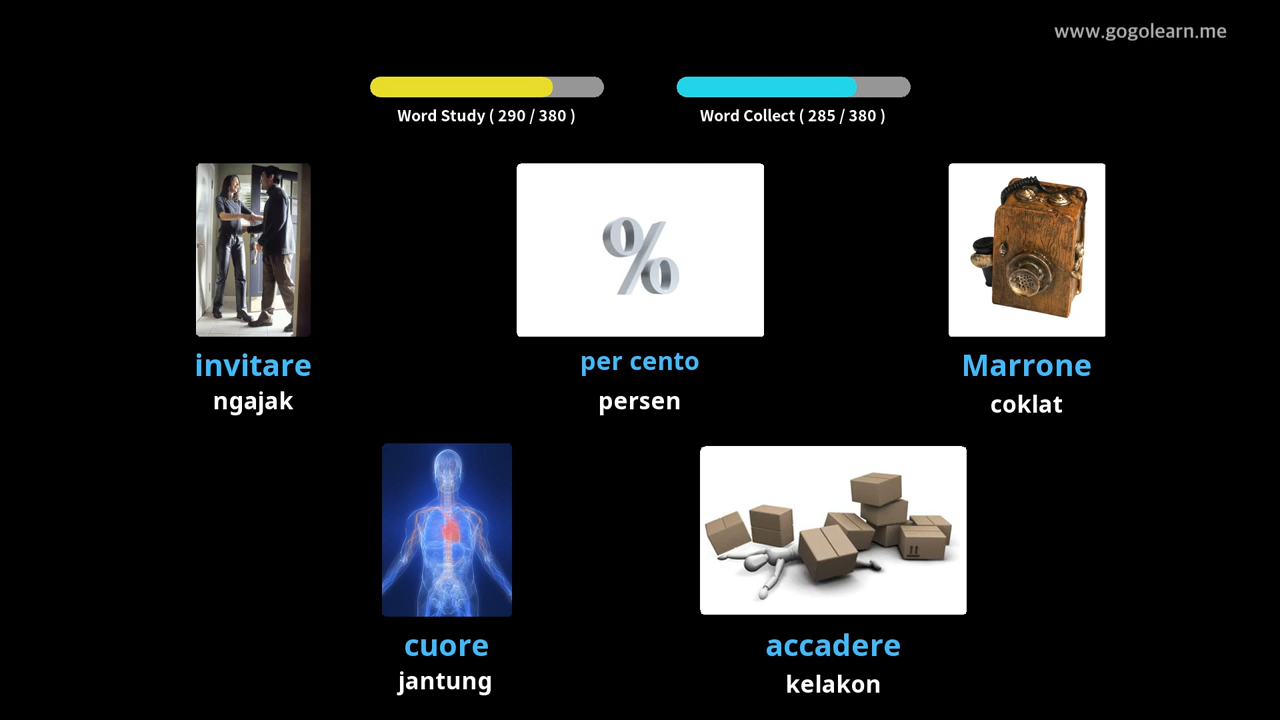 www.gogolearn.me
Word Study ( 290 / 380 )
Word Collect ( 285 / 380 )
invitare
ngajak
per cento
persen
Marrone
coklat
cuore
jantung
accadere
kelakon